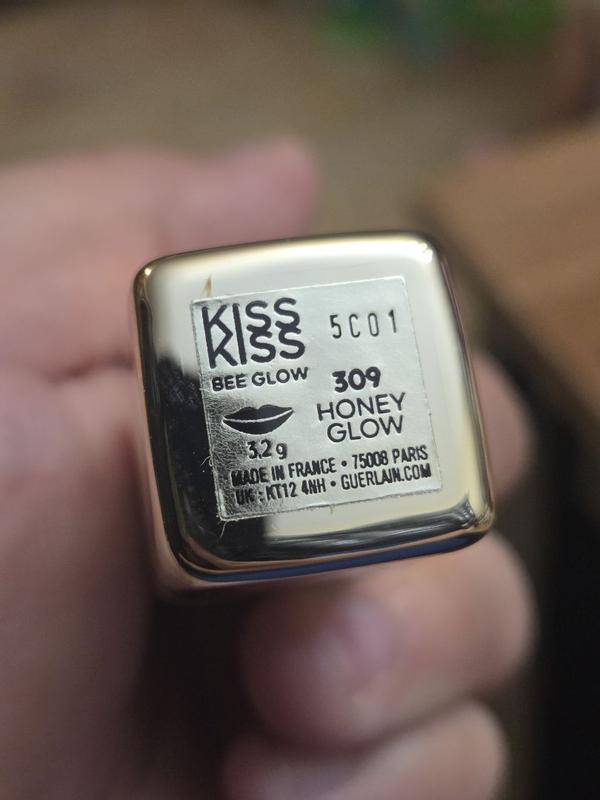 KISS
KISS
5C01
BEE GLOW
309
HONEY
GLOW
3.2 g
MADE IN FRANCE • 75008 PARIS
UK : KT12 4NH • GUERLAIN.COM